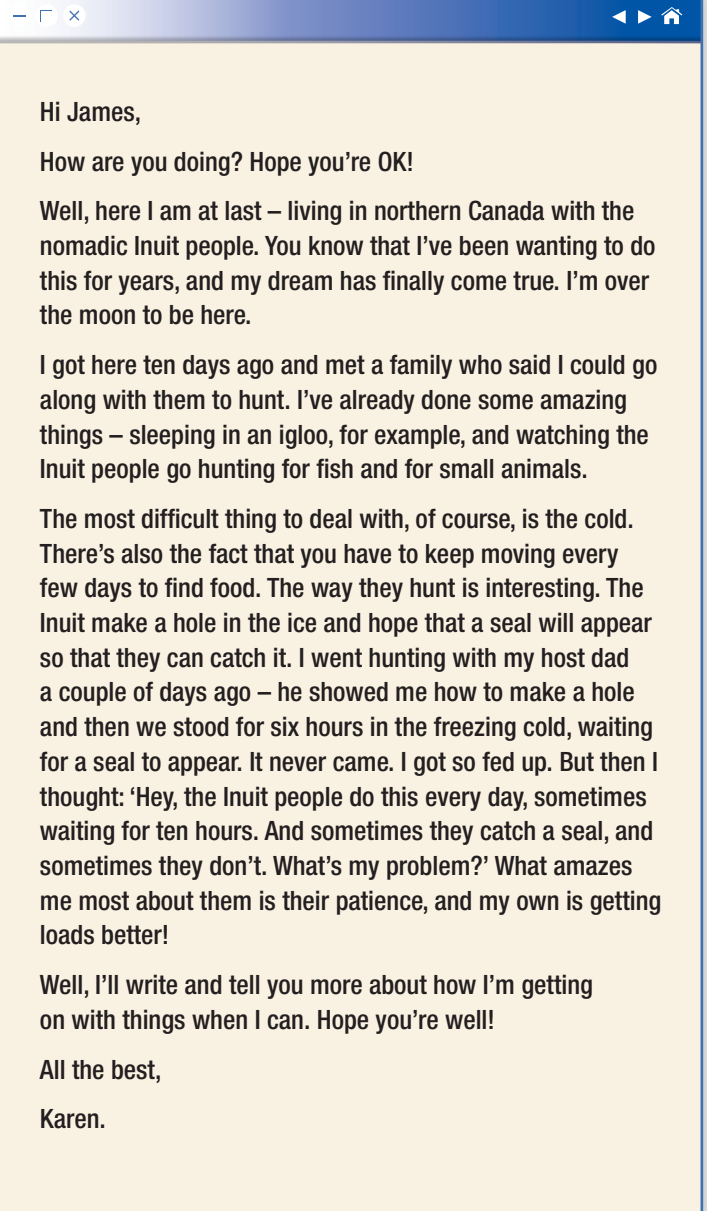 Hi James,
How are you doing? Hope you’re OK!
Well, here I am at last – living in northern Canada with the
nomadic Inuit people. You know that I’ve been wanting to do
this for years, and my dream has finally come true. I’m over
the moon to be here.
I got here ten days ago and met a family who said I could go
along with them to hunt. I’ve already done some amazing
things – sleeping in an igloo, for example, and watching the
Inuit people go hunting for fish and for small animals.
The most difficult thing to deal with, of course, is the cold.
There’s also the fact that you have to keep moving every
few days to find food. The way they hunt is interesting. The
Inuit make a hole in the ice and hope that a seal will appear
so that they can catch it. I went hunting with my host dad
a couple of days ago – he showed me how to make a hole
and then we stood for six hours in the freezing cold, waiting
for a seal to appear. It never came. I got so fed up. But then I
thought: ‘Hey, the Inuit people do this every day, sometimes
waiting for ten hours. And sometimes they catch a seal, and
sometimes they don’t. What’s my problem?’ What amazes
me most about them is their patience, and my own is getting
loads better!
Well, I’ll write and tell you more about how I’m getting
on with things when I can. Hope you’re well!
All the best,
Karen.